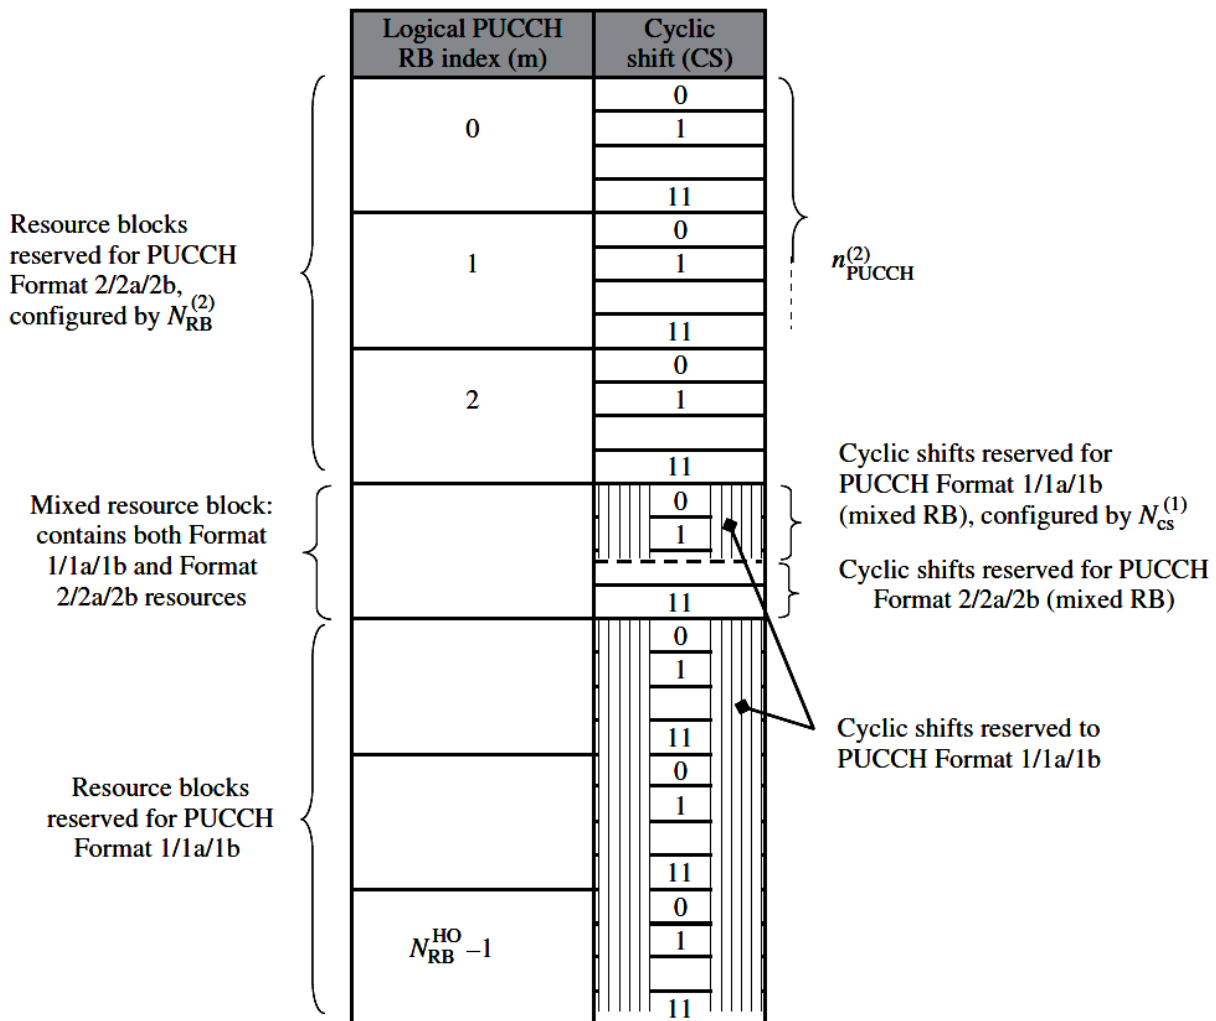 Logical PUCCH
RB index (m)
Cyclic
shift (CS)
0
0
1
11
1
0
1
11
2
0
1
11
0
1
11
0
1
11
0
1
11
N_RB^HO –1
0
1
11
Resource blocks
reserved for PUCCH
Format 2/2a/2b,
configured by N_RB^(2)
Mixed resource block:
contains both Format
1/1a/1b and Format
2/2a/2b resources
Resource blocks
reserved for PUCCH
Format 1/1a/1b
n_PUCCH^(2)
Cyclic shifts reserved for
PUCCH Format 1/1a/1b
(mixed RB), configured by N_cs^(1)
Cyclic shifts reserved for PUCCH
Format 2/2a/2b (mixed RB)
Cyclic shifts reserved to
PUCCH Format 1/1a/1b